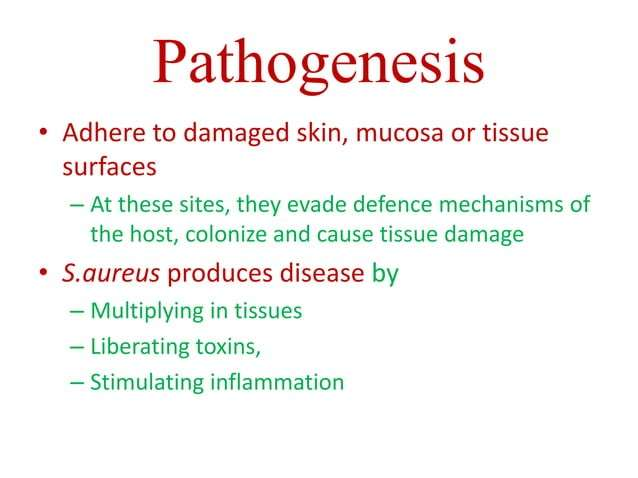 Pathogenesis
• Adhere to damaged skin, mucosa or tissue
surfaces
– At these sites, they evade defence mechanisms of
the host, colonize and cause tissue damage
• S.aureus produces disease by
– Multiplying in tissues
– Liberating toxins,
– Stimulating inflammation